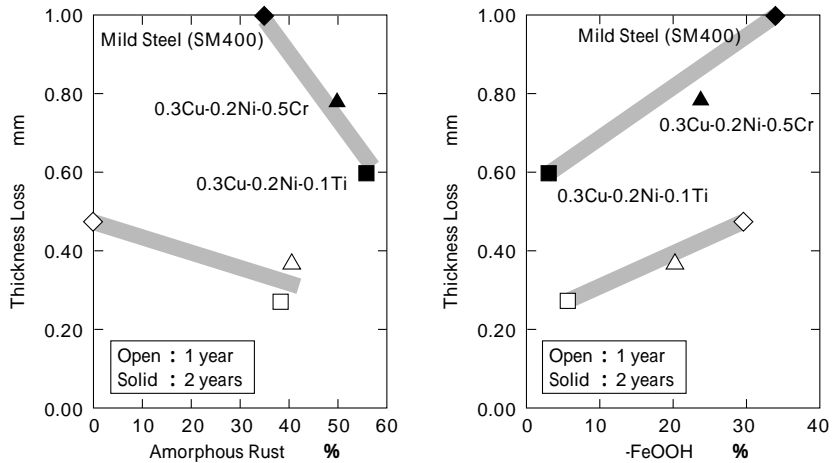 1.00
Mild Steel (SM400)
0.80
0.3Cu-0.2Ni-0.5Cr
0.60
0.3Cu-0.2Ni-0.1Ti
0.40
0.20
0.00
Thickness Loss mm
Open : 1 year
Solid : 2 years
0 10 20 30 40 50 60
Amorphous Rust %
1.00
Mild Steel (SM400)
0.80
0.3Cu-0.2Ni-0.5Cr
0.60
0.3Cu-0.2Ni-0.1Ti
0.40
0.20
0.00
Thickness Loss mm
Open : 1 year
Solid : 2 years
0 10 20 30 40
-FeOOH %